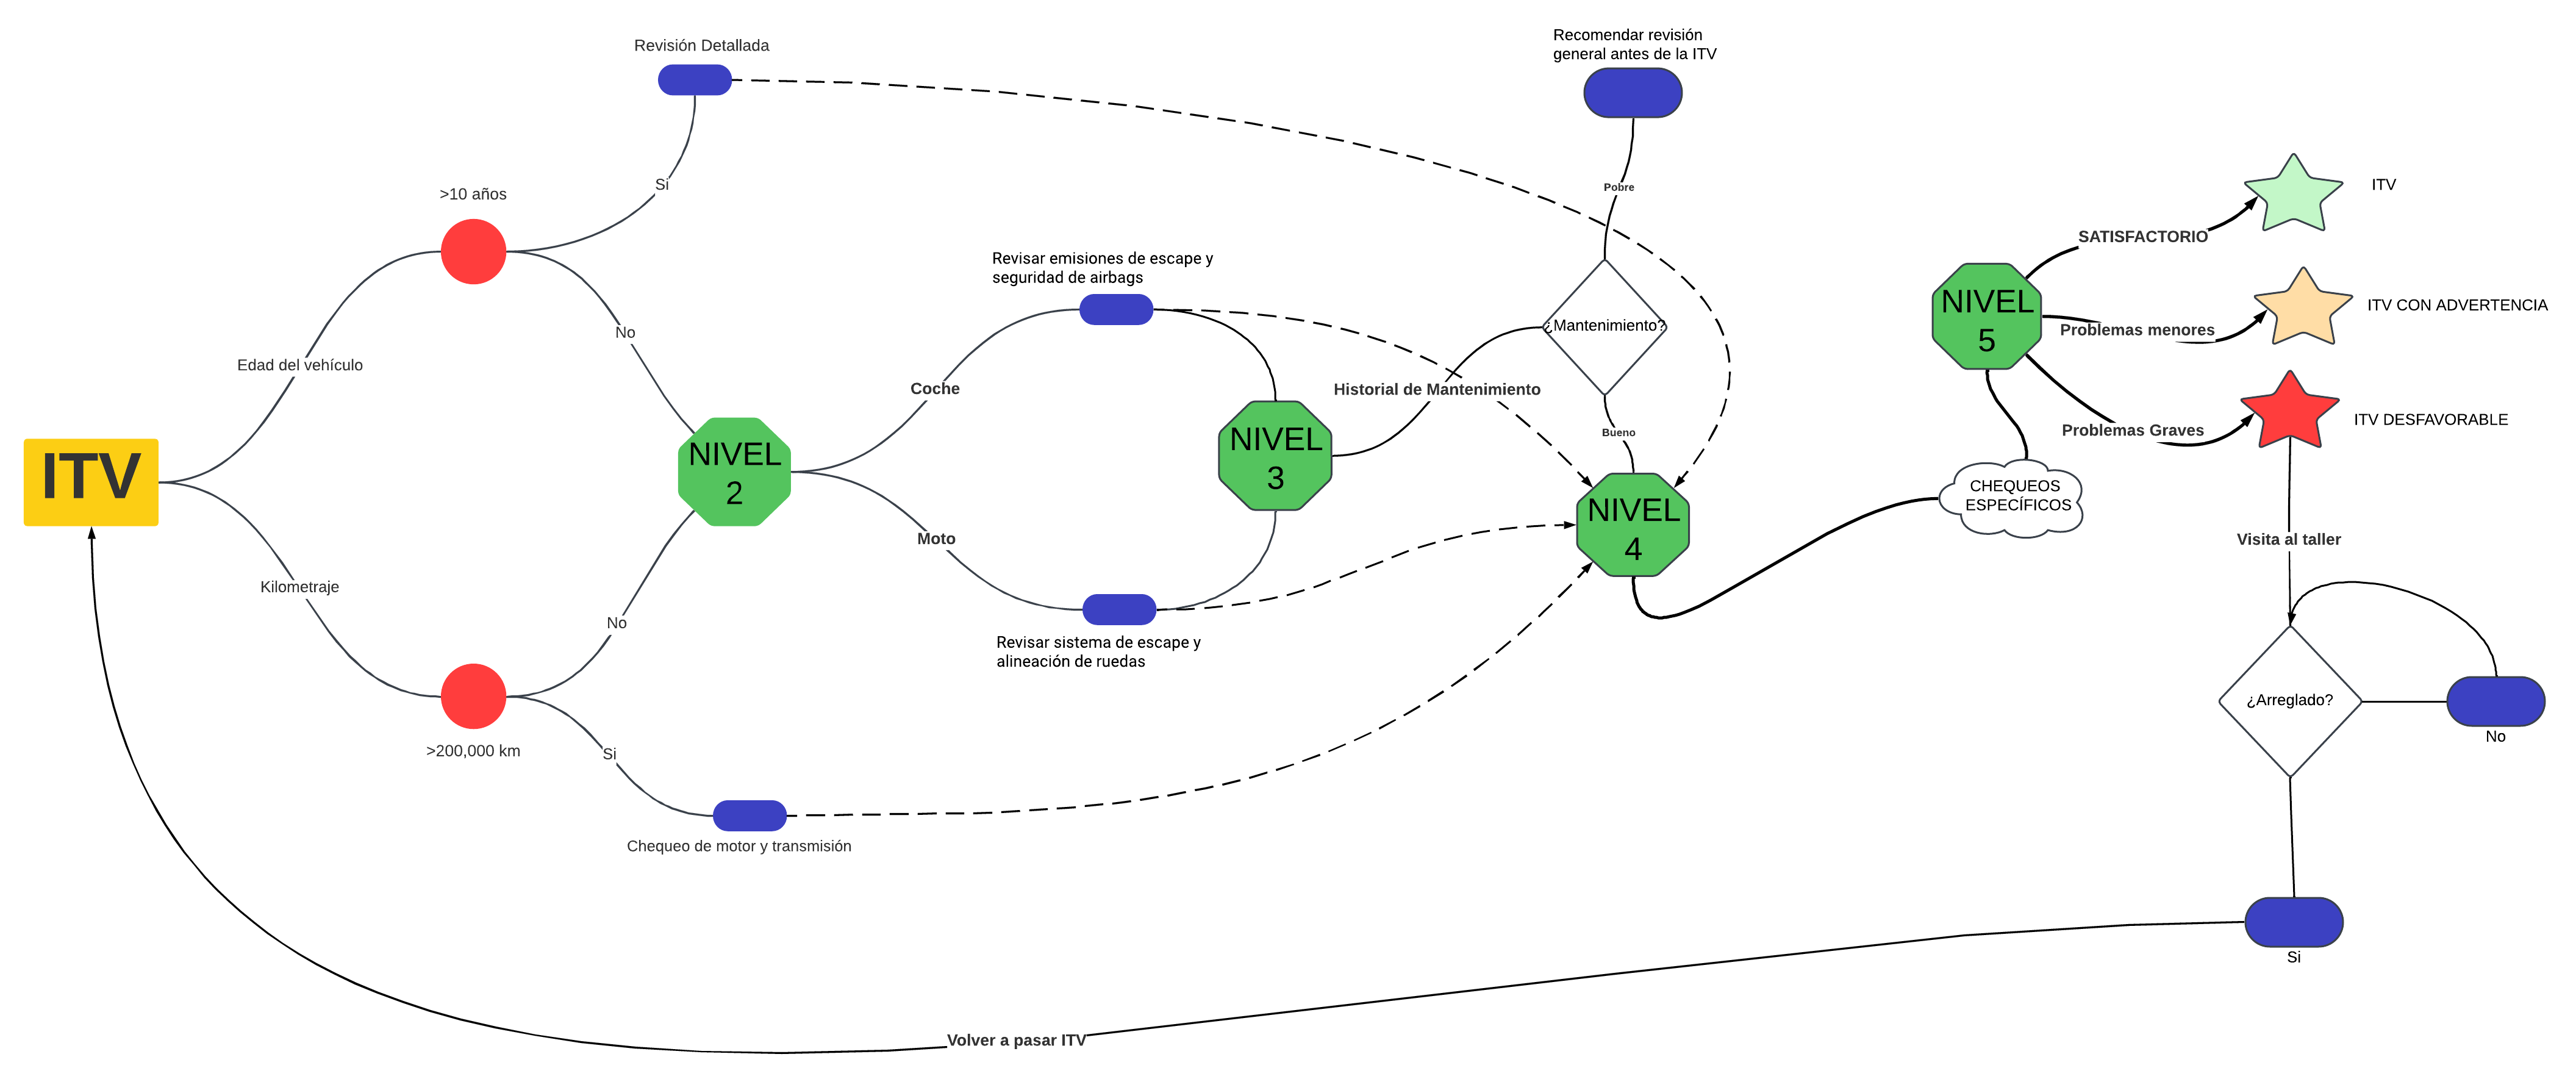 Recomendar revisión
general antes de la ITV
Revisión Detallada
Si
>10 años
Pobre
ITV
SATISFACTORIO
Revisar emisiones de escape y
seguridad de airbags
NIVEL
5
ITV CON ADVERTENCIA
Problemas menores
¿Mantenimiento?
No
Edad del vehículo
Coche
Historial de Mantenimiento
ITV DESFAVORABLE
Problemas Graves
Bueno
ITV
NIVEL
2
NIVEL
3
NIVEL
4
CHEQUEOS
ESPECÍFICOS
Moto
Visita al taller
Kilometraje
No
Revisar sistema de escape y
alineación de ruedas
¿Arreglado?
No
>200,000 km
Si
Chequeo de motor y transmisión
Si
Volver a pasar ITV